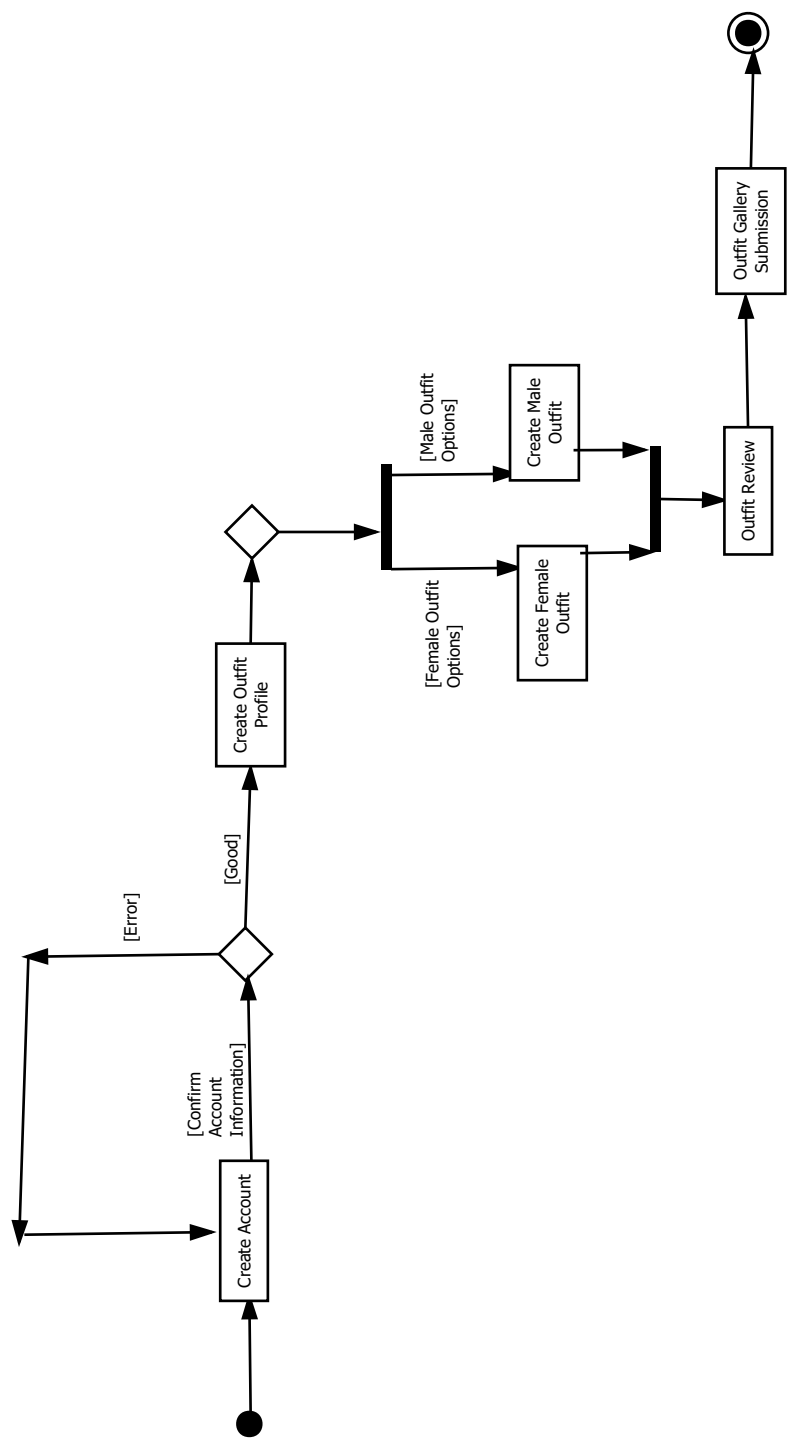 Create Account
[Confirm
Account
Information]
[Error]
[Good]
Create Outfit
Profile
[Female Outfit
Options]
[Male Outfit
Options]
Create Female
Outfit
Create Male
Outfit
Outfit Review
Outfit Gallery
Submission